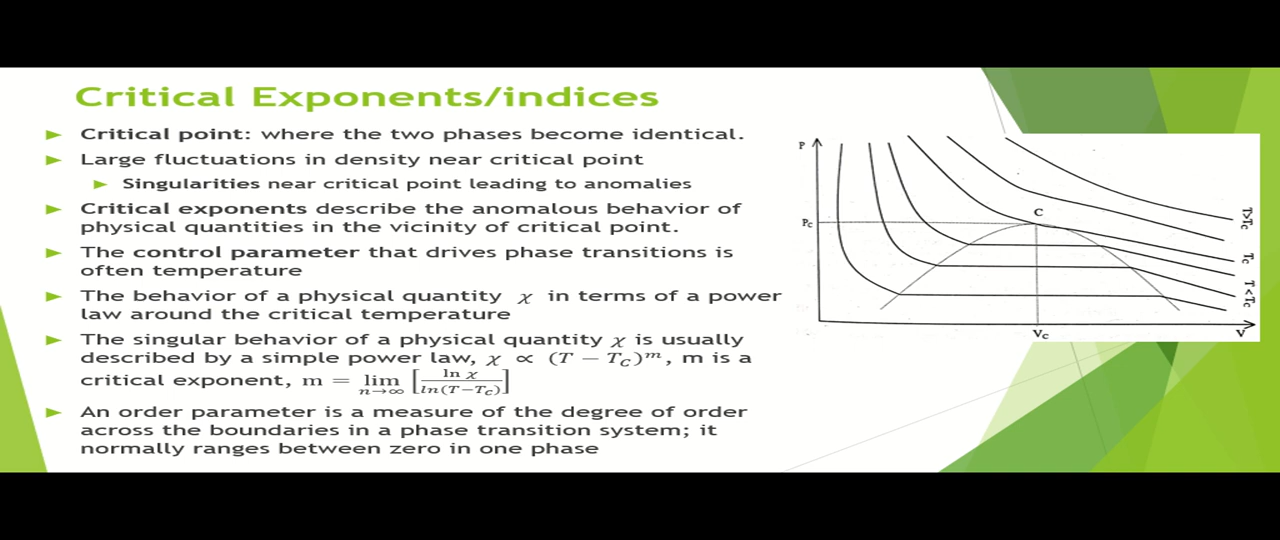 Critical Exponents/indices
Critical point: where the two phases become identical.
Large fluctuations in density near critical point
Singularities near critical point leading to anomalies
Critical exponents describe the anomalous behavior of
physical quantities in the vicinity of critical point.
The control parameter that drives phase transitions is
often temperature
The behavior of a physical quantity χ in terms of a power
law around the critical temperature
The singular behavior of a physical quantity χ is usually
described by a simple power law, χ ∝ (T − T_C)^m, m is a
critical exponent, m = lim_{n→∞} [ln χ / ln(T−T_c)]
An order parameter is a measure of the degree of order
across the boundaries in a phase transition system; it
normally ranges between zero in one phase
P
P_C
C
T>T_C
T_C
T<T_C
V_C
V